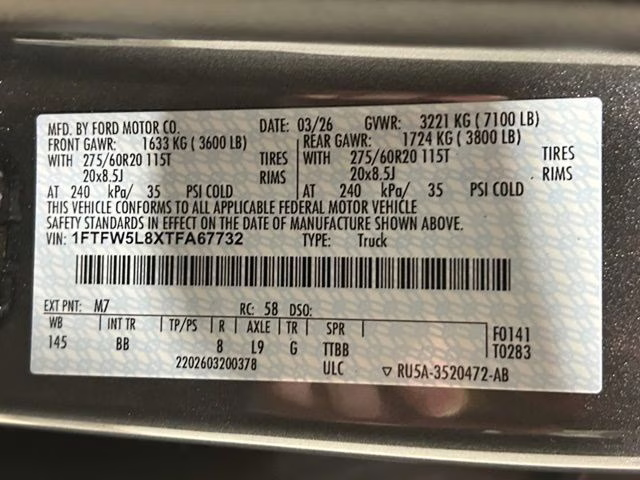 MFD. BY FORD MOTOR CO. DATE: 03/26 GVWR: 3221 KG ( 7100 LB)
FRONT GAWR: 1633 KG ( 3600 LB) REAR GAWR: 1724 KG ( 3800 LB)
WITH 275/60R20 115T TIRES WITH 275/60R20 115T TIRES
20x8.5J RIMS 20x8.5J RIMS
AT 240 kPa/ 35 PSI COLD AT 240 kPa/ 35 PSI COLD
THIS VEHICLE CONFORMS TO ALL APPLICABLE FEDERAL MOTOR VEHICLE
SAFETY STANDARDS IN EFFECT ON THE DATE OF MANUFACTURE SHOWN ABOVE.
VIN: 1FTFW5L8XTFA67732 TYPE: Truck
EXT PNT: M7 RC: 58 DSO:
WB INT TR TP/PS R AXLE TR SPR F0141
145 BB 8 L9 G TTBB T0283
2202603200378 ULC ▽ RU5A-3520472-AB